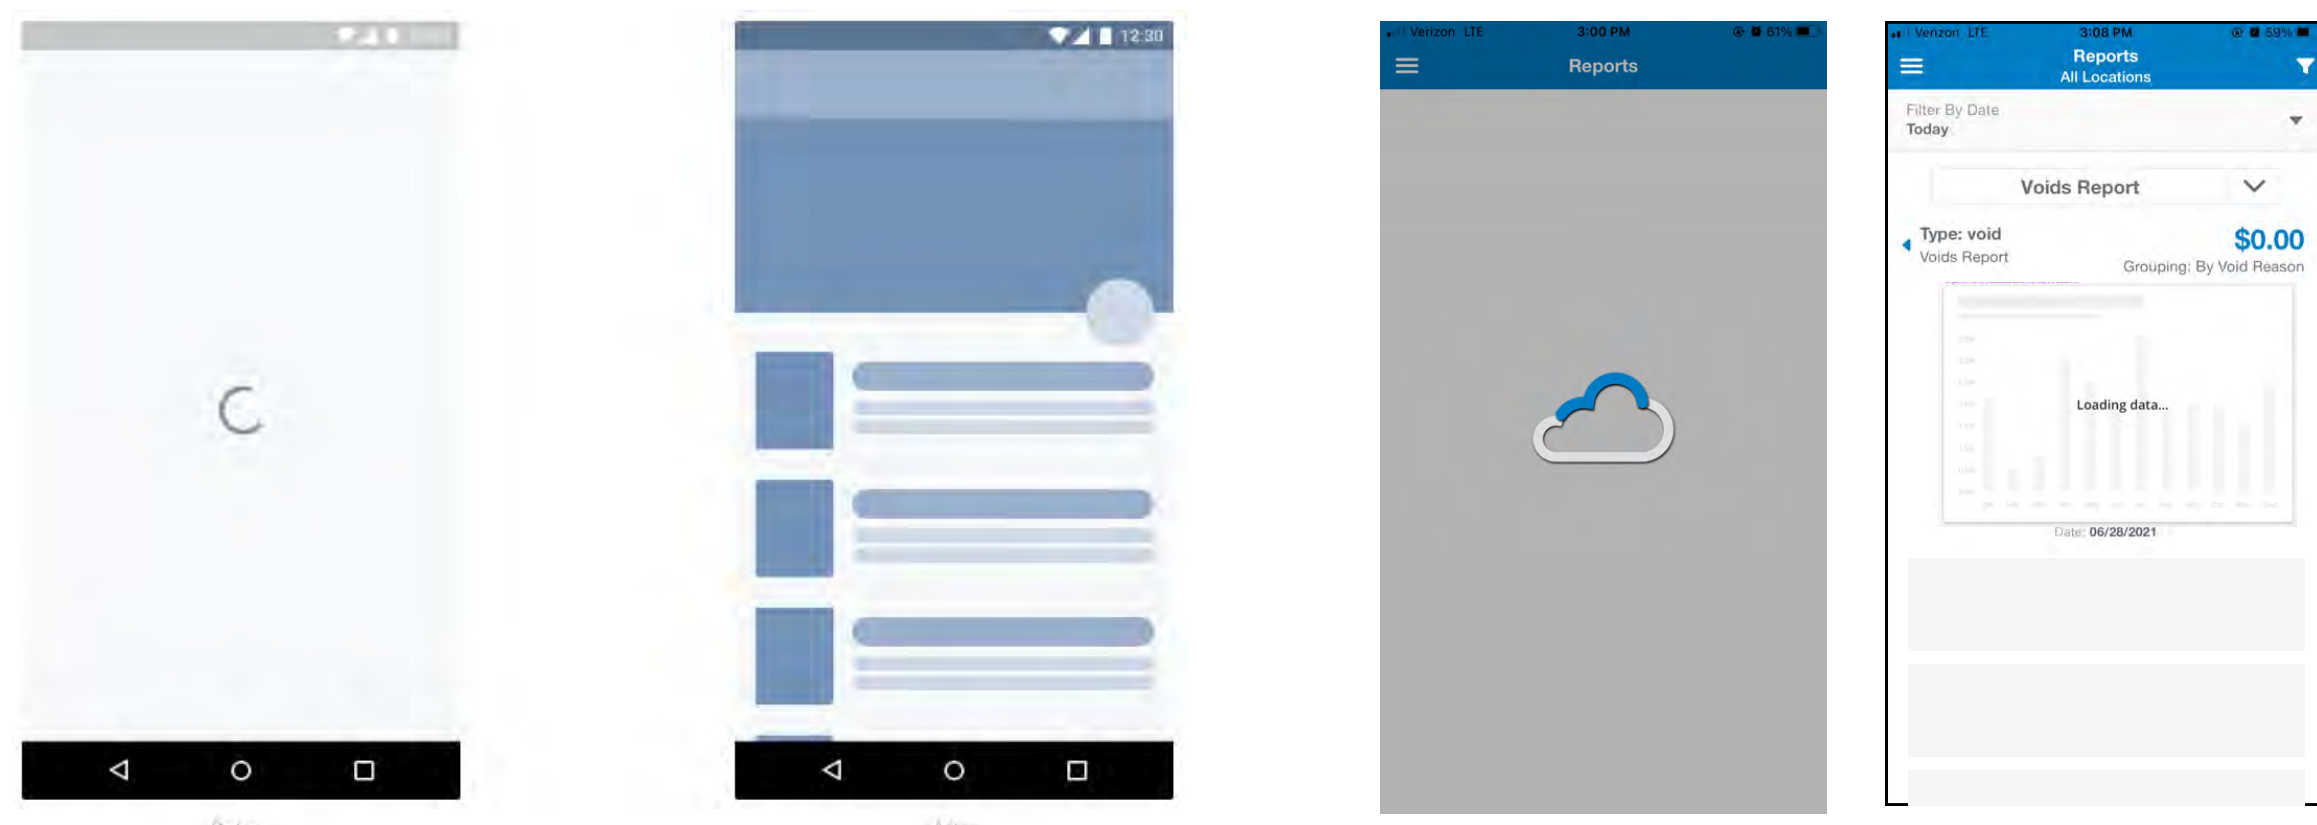 12:30
Verizon LTE 3:00 PM 61%
Reports
Verizon LTE 3:08 PM 59%
Reports
All Locations
Filter By Date
Today
Voids Report
Type: void $0.00
Voids Report Grouping: By Void Reason
Loading data...
Date: 06/28/2021